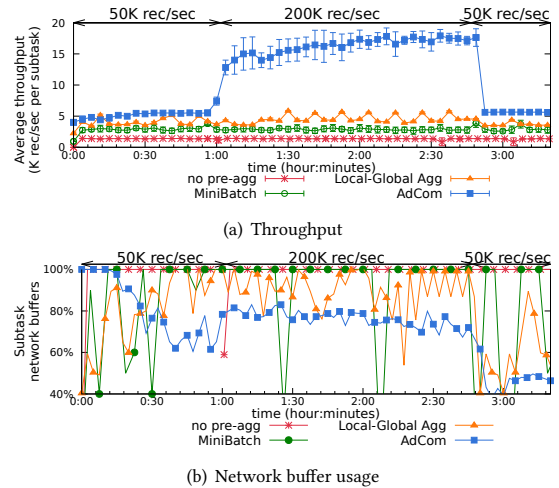 50K rec/sec 200K rec/sec 50K rec/sec
20
15
10
5
0
Average throughput
(K rec/sec per subtask)
0:00 0:30 1:00 1:30 2:00 2:30 3:00
time (hour:minutes)
no pre-agg Local-Global Agg
MiniBatch AdCom
(a) Throughput
50K rec/sec 200K rec/sec 50K rec/sec
100%
80%
60%
40%
Subtask
network buffers
0:00 0:30 1:00 1:30 2:00 2:30 3:00
time (hour:minutes)
no pre-agg Local-Global Agg
MiniBatch AdCom
(b) Network buffer usage